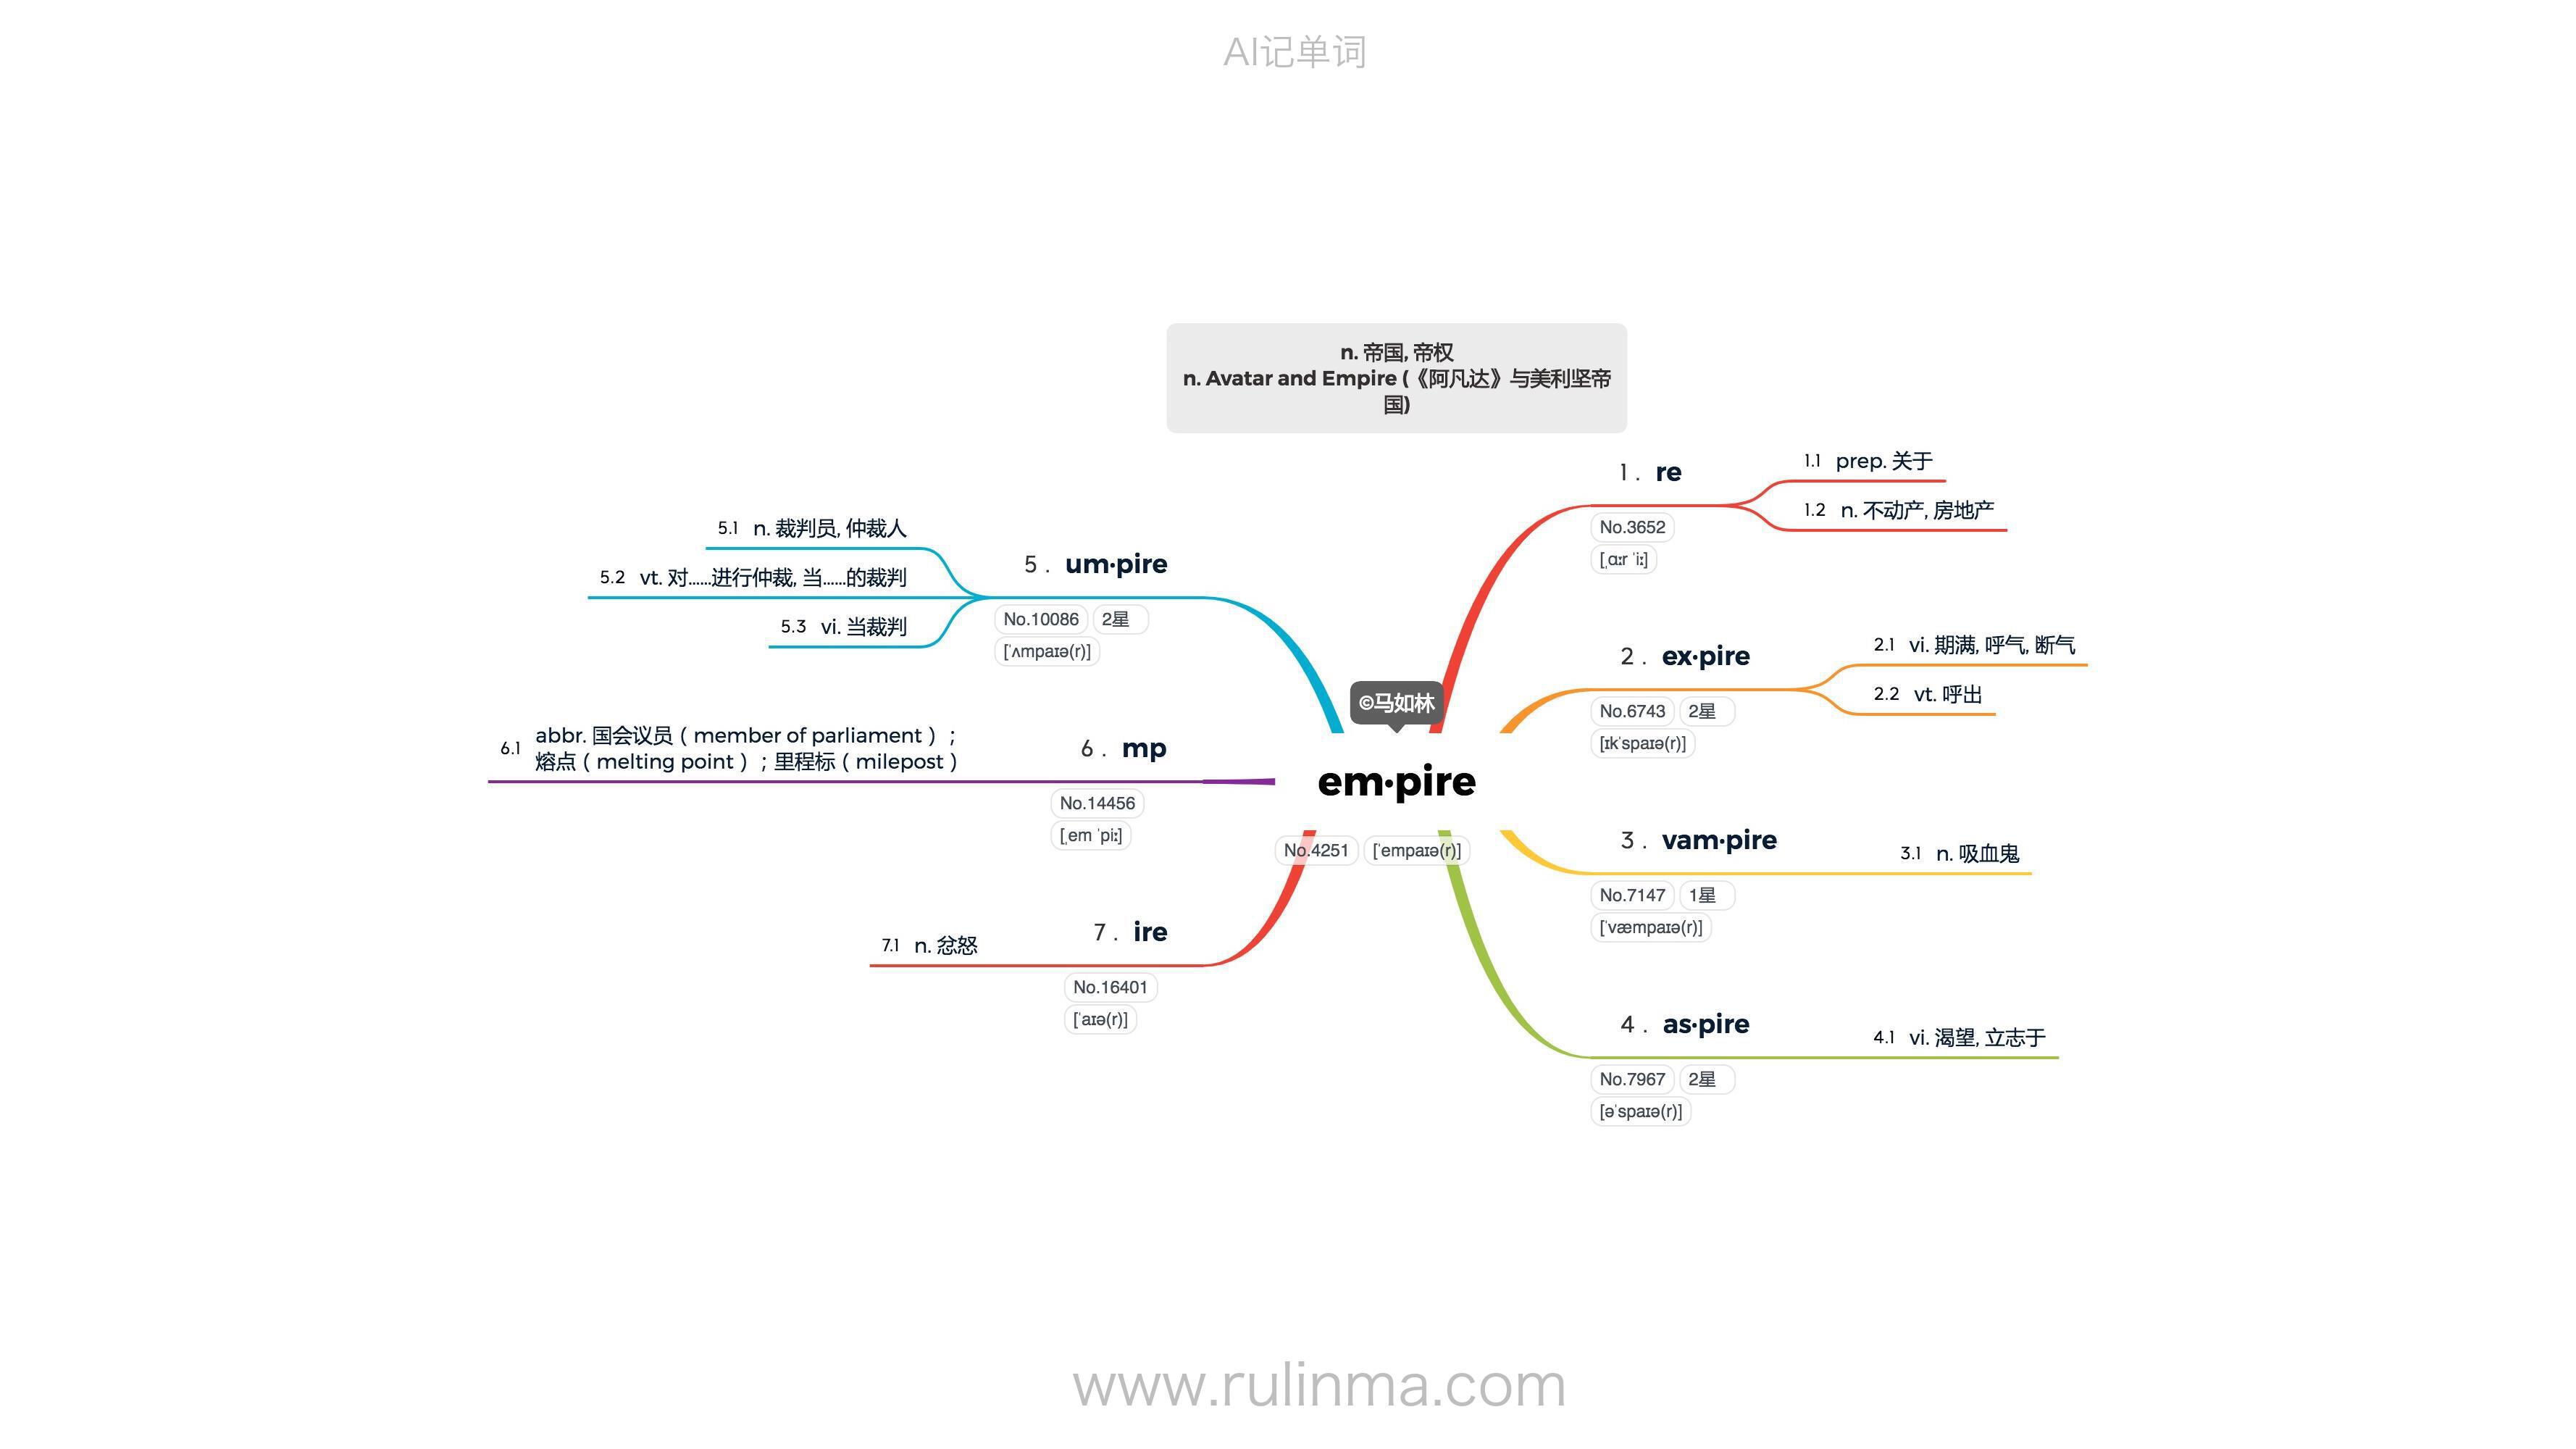 AI记单词
n. 帝国, 帝权
n. Avatar and Empire (《阿凡达》与美利坚帝
国)
©马如林
em·pire
No.4251 [ˈempaɪə(r)]
1 . re
No.3652
[ˌɑːr ˈiː]
1.1 prep. 关于
1.2 n. 不动产, 房地产
2 . ex·pire
No.6743 2星
[ɪkˈspaɪə(r)]
2.1 vi. 期满, 呼气, 断气
2.2 vt. 呼出
3 . vam·pire
No.7147 1星
[ˈvæmpaɪə(r)]
3.1 n. 吸血鬼
4 . as·pire
No.7967 2星
[əˈspaɪə(r)]
4.1 vi. 渴望, 立志于
5 . um·pire
No.10086 2星
[ˈʌmpaɪə(r)]
5.1 n. 裁判员, 仲裁人
5.2 vt. 对……进行仲裁, 当……的裁判
5.3 vi. 当裁判
6 . mp
No.14456
[ˌem ˈpiː]
6.1 abbr. 国会议员（member of parliament）；
熔点（melting point）；里程标（milepost）
7 . ire
No.16401
[ˈaɪə(r)]
7.1 n. 忿怒
www.rulinma.com